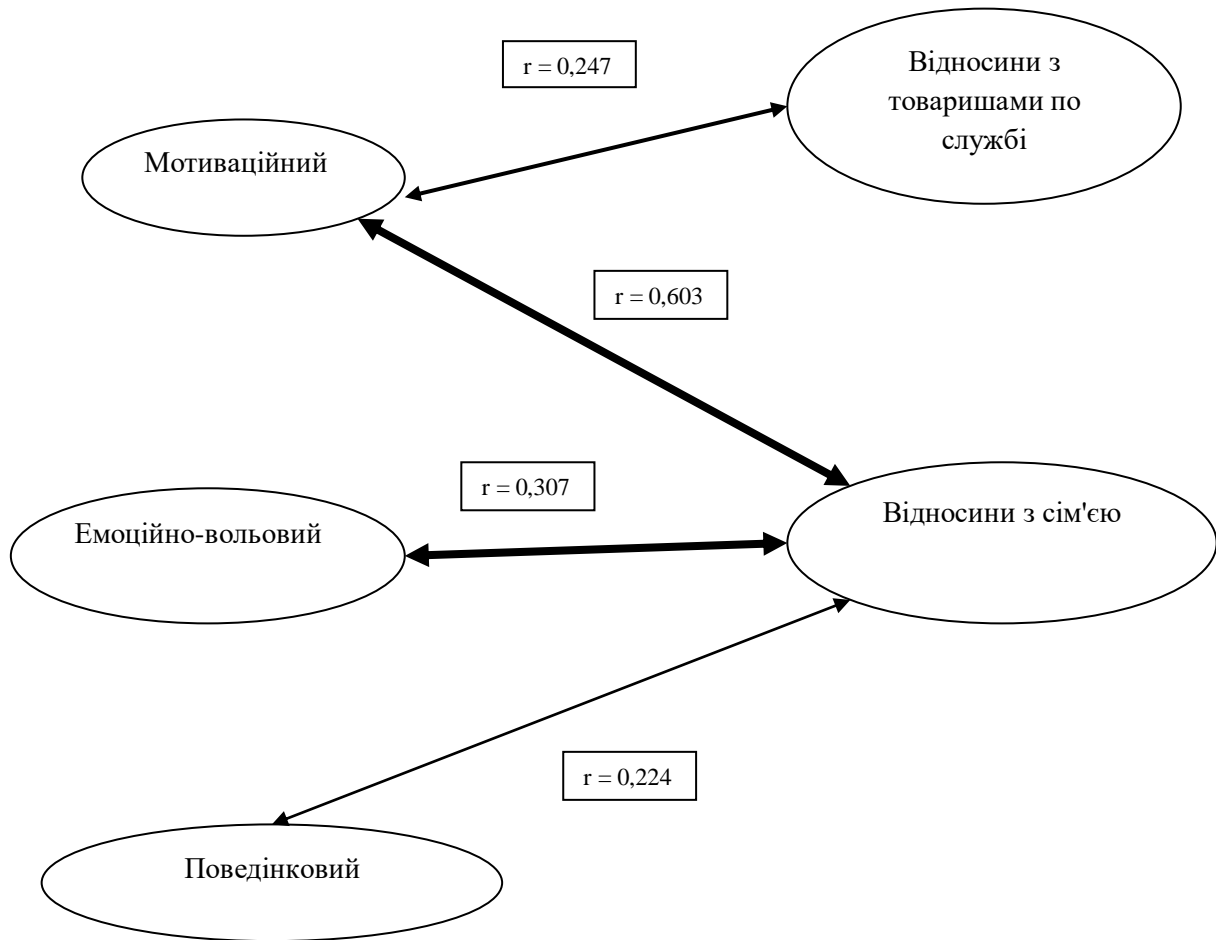 r = 0,247
Відносини з
товаришами по
службі
Мотиваційний
r = 0,603
r = 0,307
Емоційно-вольовий
Відносини з сім'єю
r = 0,224
Поведінковий